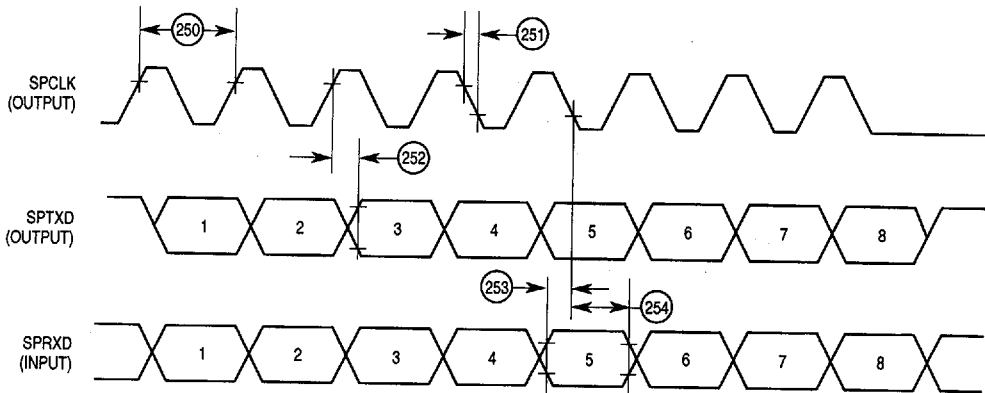 250
251
SPCLK
(OUTPUT)
252
SPTXD
(OUTPUT)
1 2 3 4 5 6 7 8
253
254
SPRXD
(INPUT)
1 2 3 4 5 6 7 8